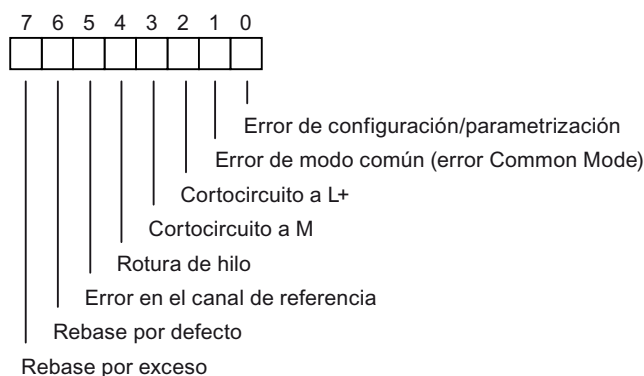 7 6 5 4 3 2 1 0
Error de configuración/parametrización
Error de modo común (error Common Mode)
Cortocircuito a L+
Cortocircuito a M
Rotura de hilo
Error en el canal de referencia
Rebase por defecto
Rebase por exceso